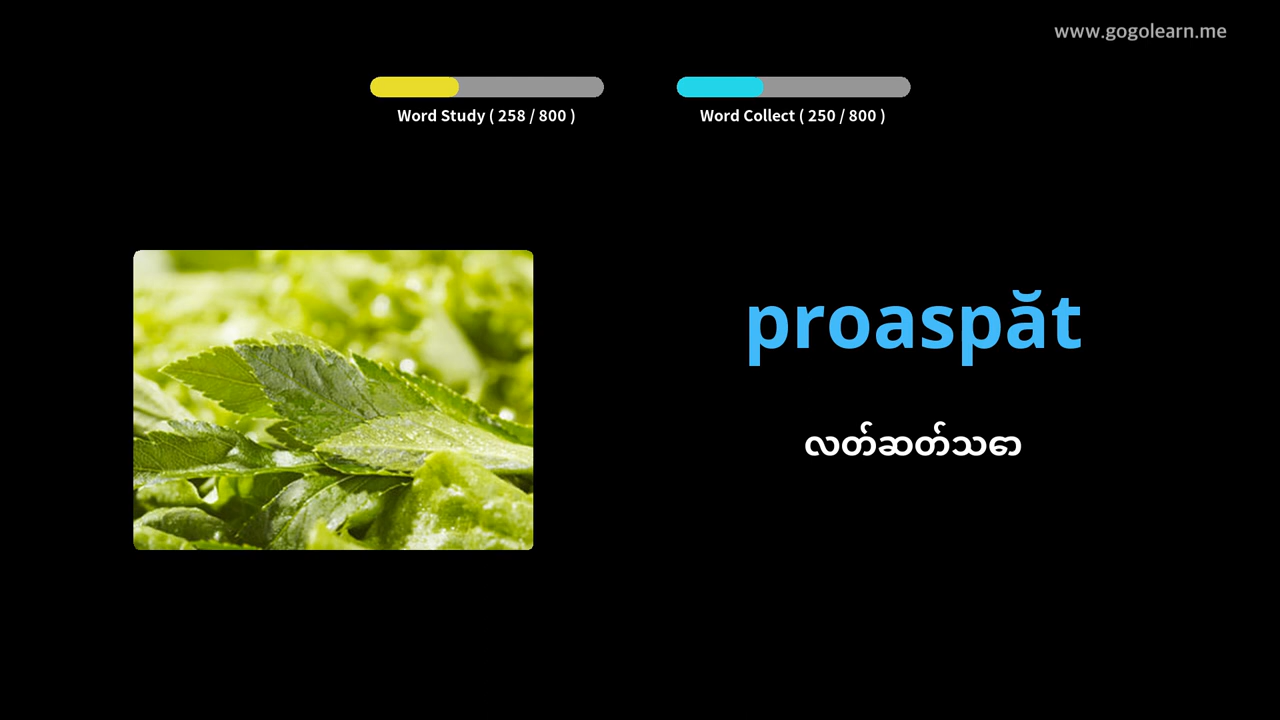 www.gogolearn.me
Word Study ( 258 / 800 )
Word Collect ( 250 / 800 )
proaspăt
လတ်ဆတ်သော